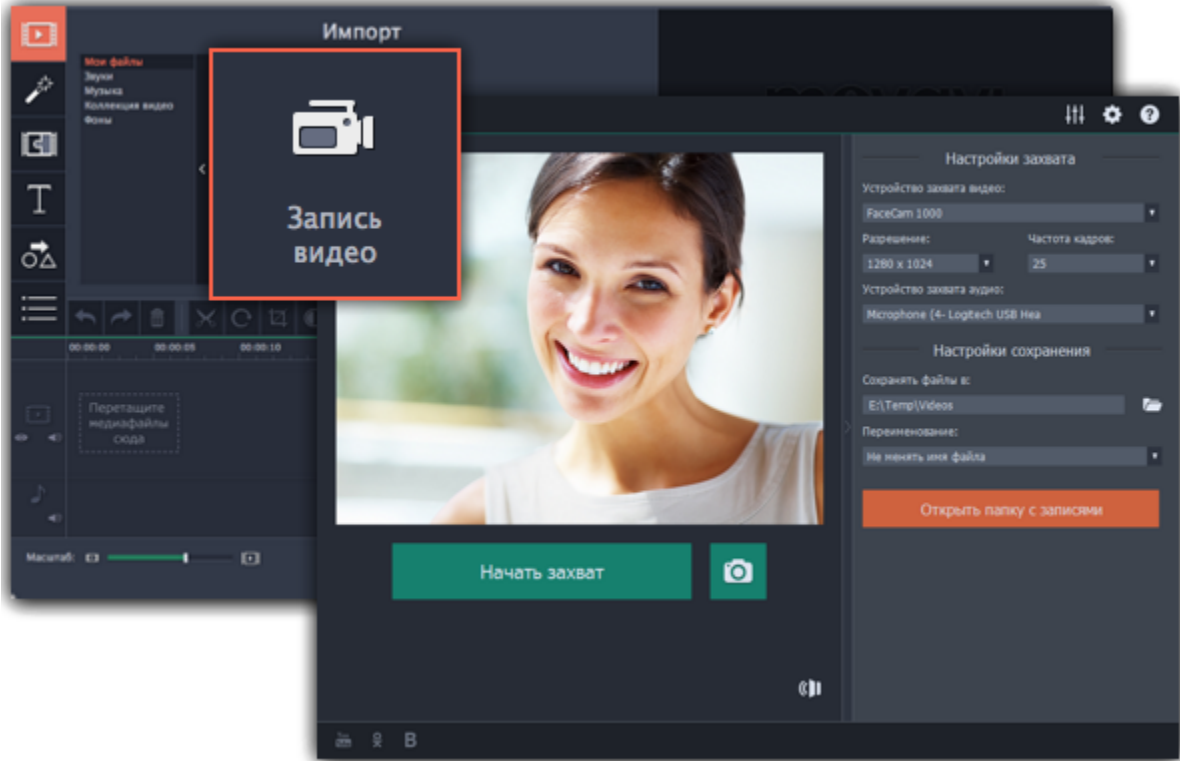 Импорт
Мои файлы
Звуки
Музыка
Коллекция видео
Фоны
Запись
видео
00:00:00
00:00:05
00:00:10
Перетащите
медиафайлы
сюда
Масштаб:
Начать захват
Настройки захвата
Устройство захвата видео:
FaceCam 1000
Разрешение: Частота кадров:
1280 x 1024 25
Устройство захвата аудио:
Microphone (4- Logitech USB Hea
Настройки сохранения
Сохранять файлы в:
E:\Temp\Videos
Переименование:
Не менять имя файла
Открыть папку с записями